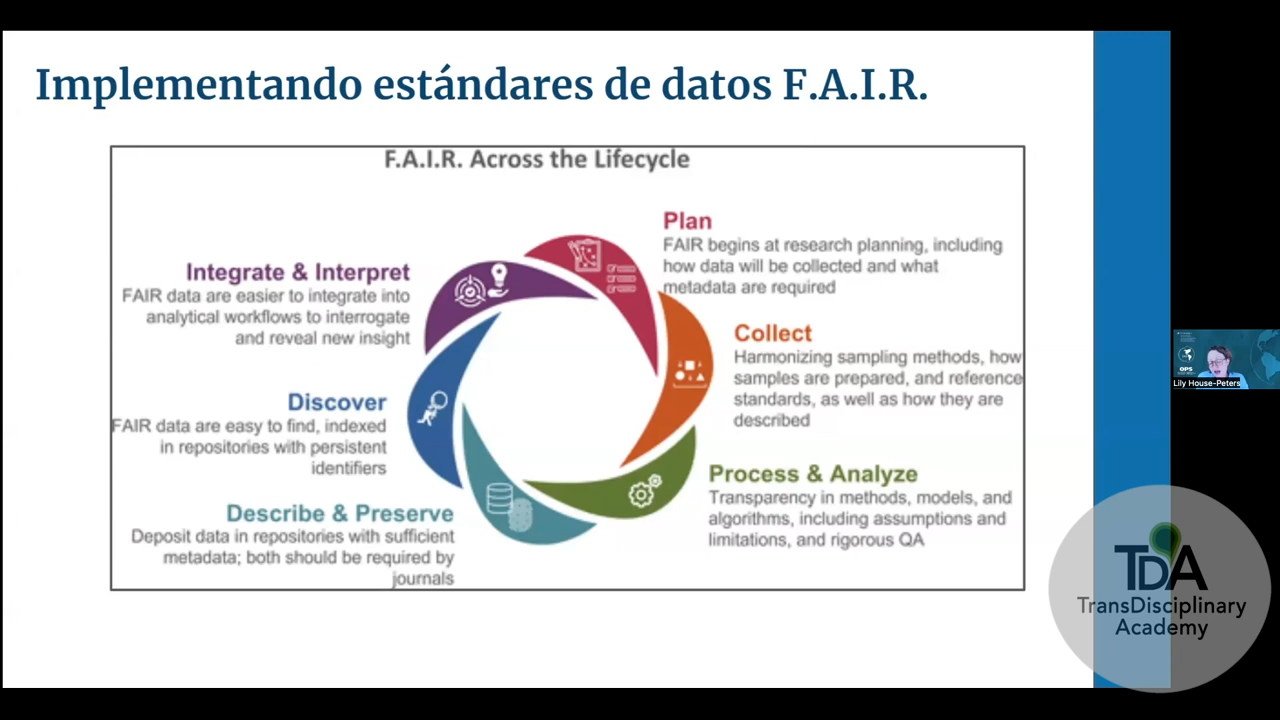 Implementando estándares de datos F.A.I.R.
F.A.I.R. Across the Lifecycle
Plan
FAIR begins at research planning, including
how data will be collected and what
metadata are required
Collect
Harmonizing sampling methods, how
samples are prepared, and reference
standards, as well as how they are
described
Process & Analyze
Transparency in methods, models, and
algorithms, including assumptions and
limitations, and rigorous QA
Describe & Preserve
Deposit data in repositories with sufficient
metadata; both should be required by
journals
Discover
FAIR data are easy to find, indexed
in repositories with persistent
identifiers
Integrate & Interpret
FAIR data are easier to integrate into
analytical workflows to interrogate
and reveal new insight
OPS
Lily House-Peters
TDA
TransDisciplinary
Academy